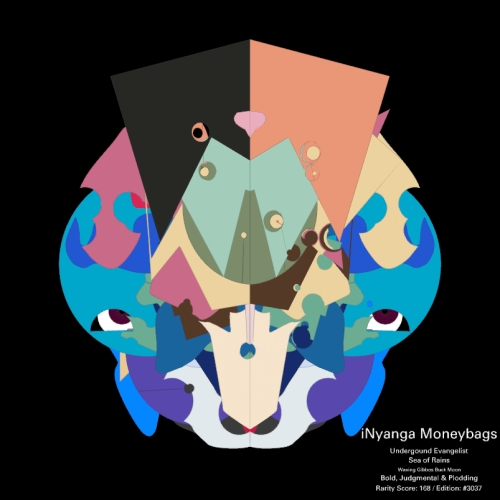 iNyanga Moneybags
Undergound Evangelist
Sea of Rains
Waxing Gibbous Buck Moon
Bold, Judgmental & Plodding
Rarity Score: 168 / Edition: #3037